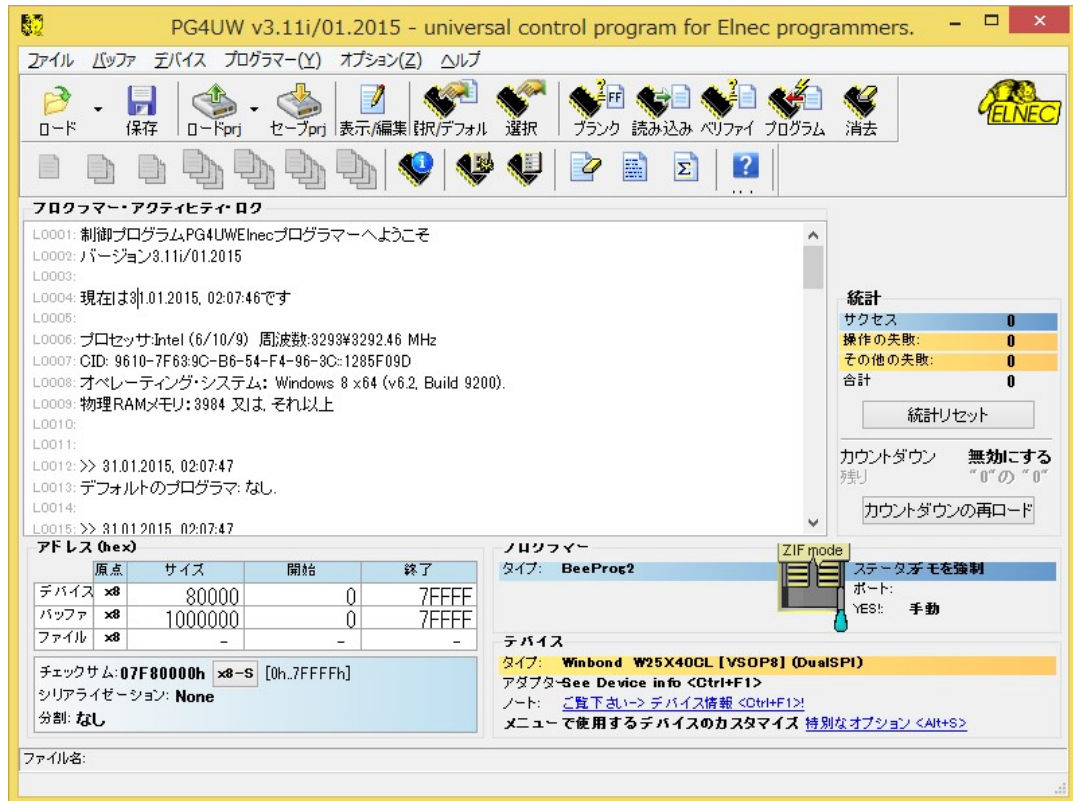 PG4UW v3.11i/01.2015 - universal control program for Elnec programmers.
ファイル バッファ デバイス プログラマー(Y) オプション(Z) ヘルプ
ロード 保存 ロードprj セーブprj 表示/編集 選択/デフォル 選択 ブランク 読み込み ベリファイ プログラム 消去
ELNEC
プログラマー・アクティヒティ・ログ
L0001: 制御プログラムPG4UWElnecプログラマーへようこそ
L0002: バージョン3.11i/01.2015
L0003:
L0004: 現在は31.01.2015, 02:07:46です
L0005:
L0006: プロセッサ:Intel (6/10/9) 周波数:3293¥3292.46 MHz
L0007: CID: 9610-7F63:9C-B6-54-F4-96-3C:1285F09D
L0008: オペレーティング・システム: Windows 8 x64 (v6.2, Build 9200).
L0009: 物理RAMメモリ: 3984 又は、それ以上
L0010:
L0011:
L0012: >> 31.01.2015, 02:07:47
L0013: デフォルトのプログラマ: なし.
L0014:
L0015: >> 31.01.2015, 02:07:47
統計
サクセス 0
操作の失敗: 0
その他の失敗: 0
合計 0
統計リセット
カウントダウン 無効にする
残り "0"の "0"
カウントダウンの再ロード
アドレス (hex)
原点 サイズ 開始 終了
デバイス x8 80000 0 7FFFF
バッファ x8 1000000 0 7FFFF
ファイル x8 - - -
チェックサム: 07F80000h x8-S [0h..7FFFFh]
シリアライゼーション: None
分割: なし
プログラマー
タイプ: BeeProg2
ZIF mode
ステータス デモを強制
ポート:
YES!: 手動
デバイス
タイプ: Winbond W25X40CL [VSOP8] (DualSPI)
アダプター See Device info <Ctrl+F1>
ノート: ご覧下さい-> デバイス情報 <Ctrl+F1>!
メニューで使用するデバイスのカスタマイズ 特別なオプション <Alt+S>
ファイル名: